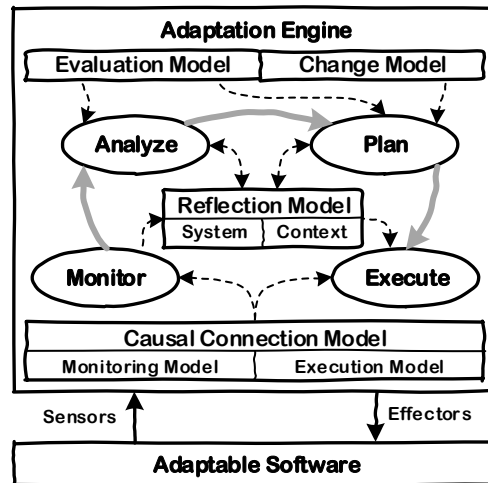 Adaptation Engine
Evaluation Model Change Model
Analyze Plan
Reflection Model
System Context
Monitor Execute
Causal Connection Model
Monitoring Model Execution Model
Sensors Effectors
Adaptable Software